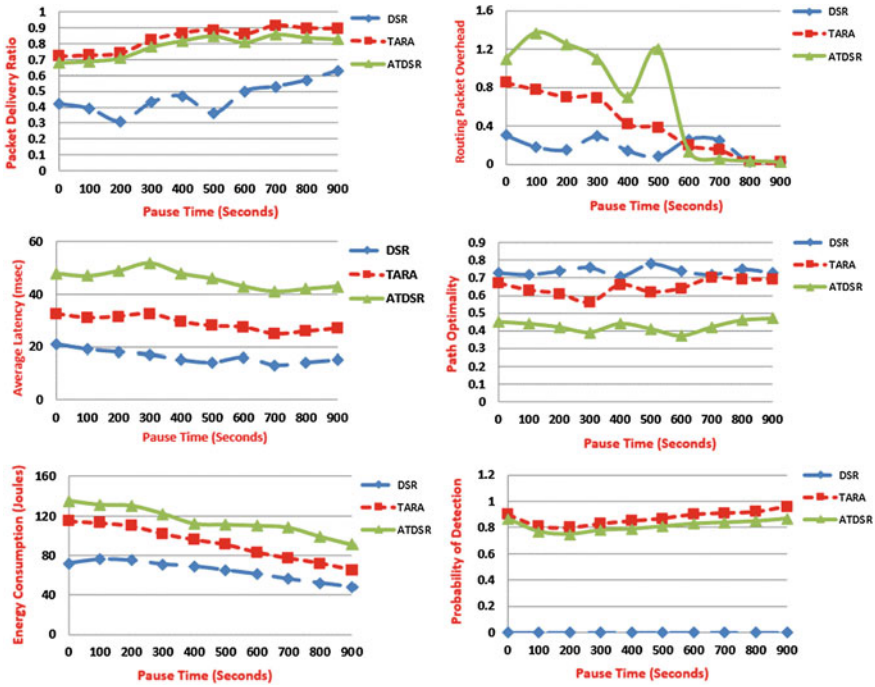 Packet Delivery Ratio
1
0.9
0.8
0.7
0.6
0.5
0.4
0.3
0.2
0.1
0
0 100 200 300 400 500 600 700 800 900
Pause Time (Seconds)
DSR
TARA
ATDSR
Routing Packet Overhead
1.6
1.2
0.8
0.4
0
0 100 200 300 400 500 600 700 800 900
Pause Time (Seconds)
DSR
TARA
ATDSR
Average Latency (msec)
60
40
20
0
0 100 200 300 400 500 600 700 800 900
Pause Time (Seconds)
DSR
TARA
ATDSR
Path Optimality
0.9
0.8
0.7
0.6
0.5
0.4
0.3
0.2
0.1
0
0 100 200 300 400 500 600 700 800 900
Pause Time (Seconds)
DSR
TARA
ATDSR
Energy Consumption (Joules)
160
120
80
40
0
0 100 200 300 400 500 600 700 800 900
Pause Time (Seconds)
DSR
TARA
ATDSR
Probability of Detection
1.2
1
0.8
0.6
0.4
0.2
0
0 100 200 300 400 500 600 700 800 900
Pause Time (Seconds)
DSR
TARA
ATDSR